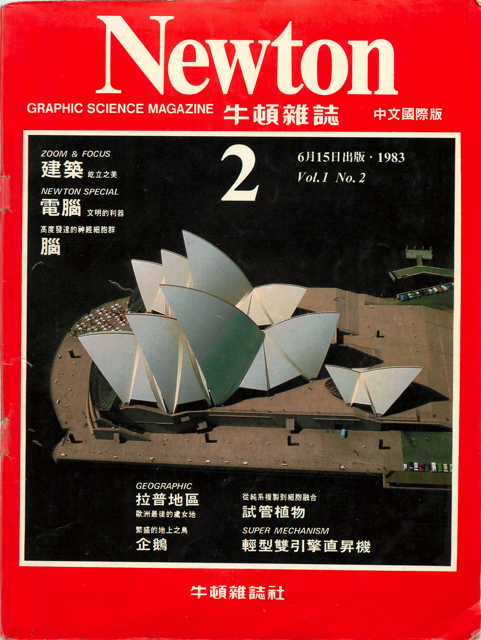 Newton
GRAPHIC SCIENCE MAGAZINE 牛頓雜誌 中文國際版
ZOOM & FOCUS
建築 屹立之美
NEWTON SPECIAL
電腦 文明的利器
高度發達的神經細胞群
腦
2
6月15日出版・1983
Vol.1 No.2
GEOGRAPHIC
拉普地區
歐洲最後的處女地
繁盛的地上之鳥
企鵝
從純系複製到細胞融合
試管植物
SUPER MECHANISM
輕型雙引擎直昇機
牛頓雜誌社